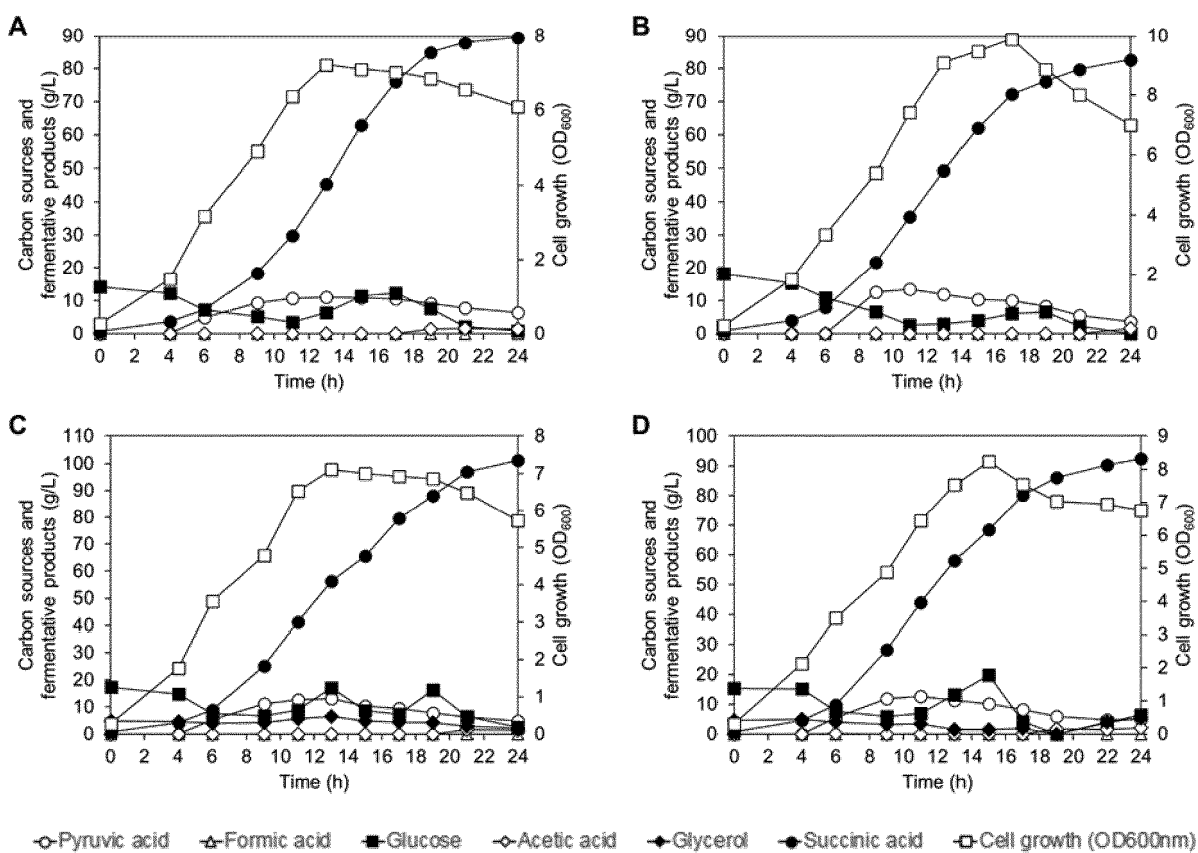 A
Carbon sources and
fermentative products (g/L)
90
80
70
60
50
40
30
20
10
0
8
6
4
2
0
Cell growth (OD600)
0 2 4 6 8 10 12 14 16 18 20 22 24
Time (h)
B
Carbon sources and
fermentative products (g/L)
90
80
70
60
50
40
30
20
10
0
10
8
6
4
2
0
Cell growth (OD600)
0 2 4 6 8 10 12 14 16 18 20 22 24
Time (h)
C
Carbon sources and
fermentative products (g/L)
110
100
90
80
70
60
50
40
30
20
10
0
8
7
6
5
4
3
2
1
0
Cell growth (OD600)
0 2 4 6 8 10 12 14 16 18 20 22 24
Time (h)
D
Carbon sources and
fermentative products (g/L)
100
90
80
70
60
50
40
30
20
10
0
9
8
7
6
5
4
3
2
1
0
Cell growth (OD600)
0 2 4 6 8 10 12 14 16 18 20 22 24
Time (h)
Pyruvic acid Formic acid Glucose Acetic acid Glycerol Succinic acid Cell growth (OD600nm)